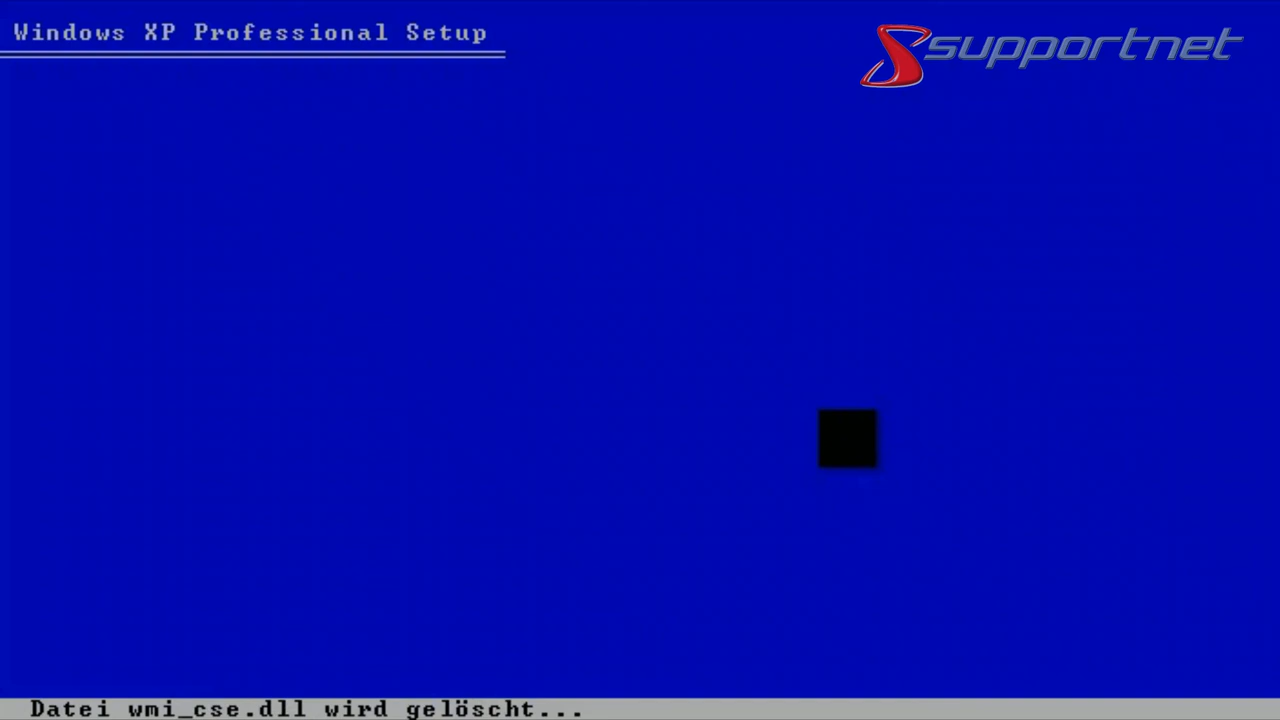 Windows XP Professional Setup
supportnet
Datei wmi_cse.dll wird gelöscht...